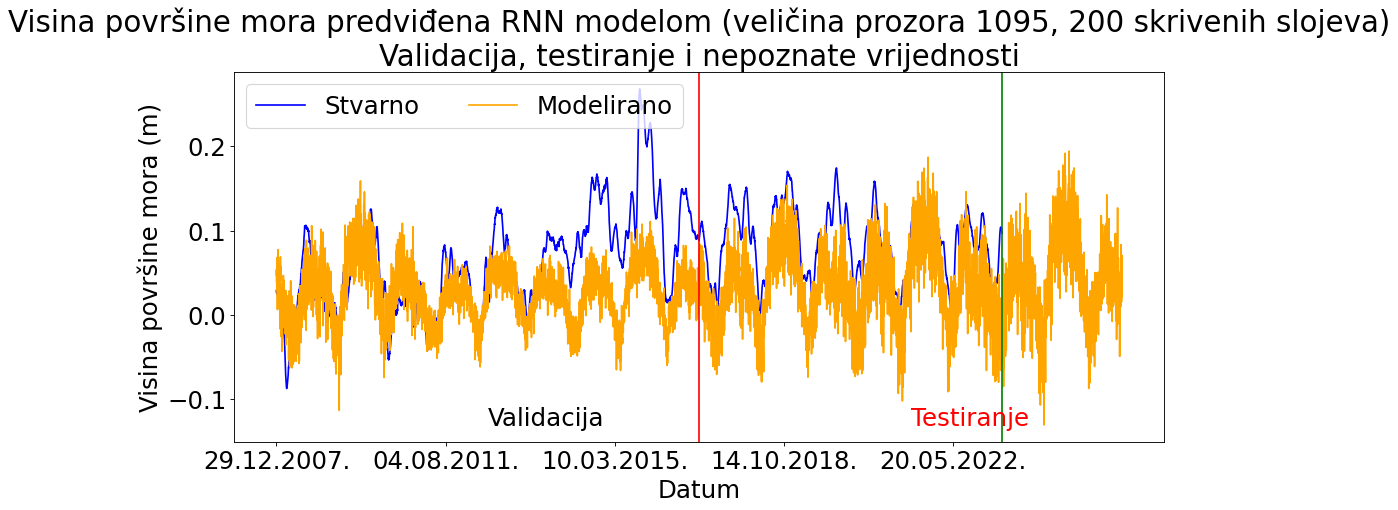 Visina površine mora predviđena RNN modelom (veličina prozora 1095, 200 skrivenih slojeva)
Validacija, testiranje i nepoznate vrijednosti
Stvarno
Modelirano
Visina površine mora (m)
0.2
0.1
0.0
−0.1
Validacija
Testiranje
29.12.2007.
04.08.2011.
10.03.2015.
14.10.2018.
20.05.2022.
Datum